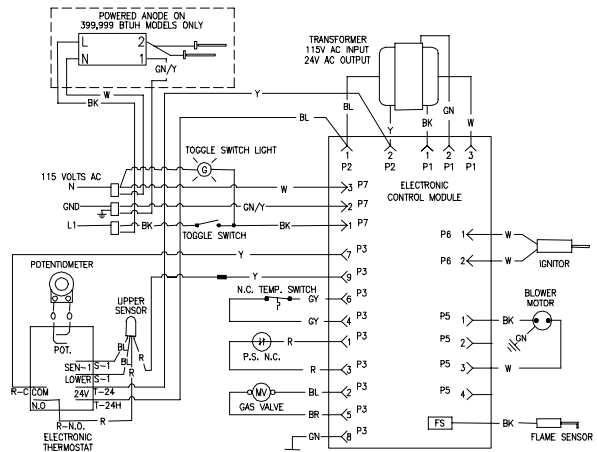 POWERED ANODE ON
399,999 BTUH MODELS ONLY
L 2
N 1
GN/Y
W
BK
TRANSFORMER
115V AC INPUT
24V AC OUTPUT
Y
BL
BL
Y
BK
GN
W
1 2 1 2 3
P2 P2 P1 P1 P1
ELECTRONIC
CONTROL MODULE
TOGGLE SWITCH LIGHT
G
115 VOLTS AC
N
W
3 P7
GND
GN/Y
2 P7
L1
BK
BK
1 P7
TOGGLE SWITCH
Y
7 P3
Y
9 P3
N.C. TEMP. SWITCH
GY
6 P3
GY
4 P3
R
1 P3
P.S. N.C.
R
3 P3
MV
BL
2 P3
GAS VALVE
BR
5 P3
GN
8 P3
P6 1
W
P6 2
W
IGNITOR
BLOWER
MOTOR
P5 1
BK
GN
P5 2
P5 3
W
P5 4
FS
BK
FLAME SENSOR
POTENTIOMETER
POT.
UPPER
SENSOR
BL
BL
R
R
SEN-1 S-1
LOWER S-1
R-C COM
24V T-24
N.O T-24H
R-N.O.
R
ELECTRONIC
THERMOSTAT